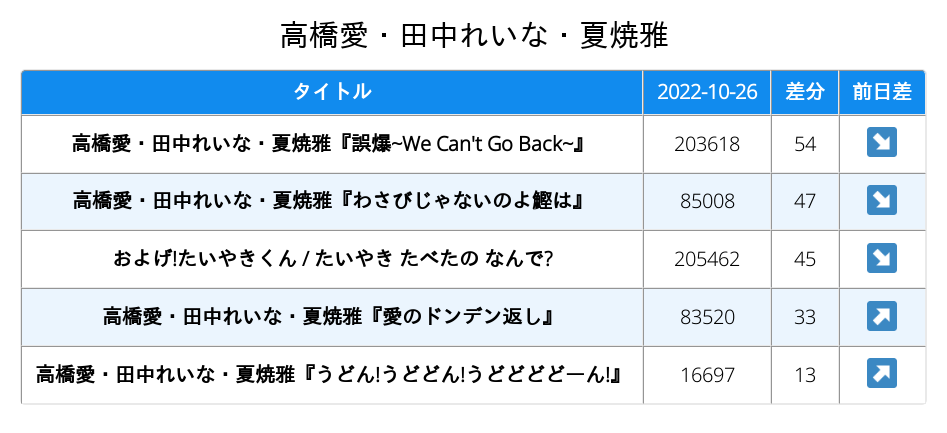 高橋愛・田中れいな・夏焼雅
タイトル 2022-10-26 差分 前日差
高橋愛・田中れいな・夏焼雅『誤爆~We Can't Go Back~』 203618 54 ↘
高橋愛・田中れいな・夏焼雅『わさびじゃないのよ鰹は』 85008 47 ↘
およげ!たいやきくん / たいやき たべたの なんで? 205462 45 ↘
高橋愛・田中れいな・夏焼雅『愛のドンデン返し』 83520 33 ↗
高橋愛・田中れいな・夏焼雅『うどん!うどどん!うどどどどーん!』 16697 13 ↗